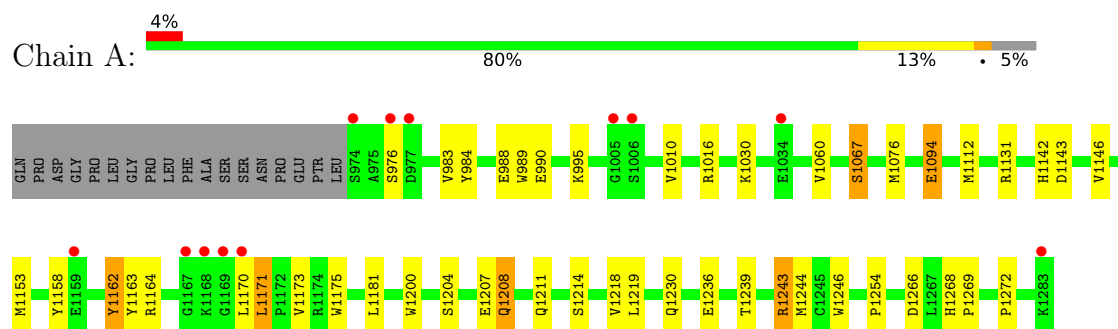 4%
Chain A:
80% 13% • 5%
GLN PRO ASP GLY PRO PRO LEU GLY PRO LEU PHE ALA SER SER ASN PRO GLU PTR LEU S974 A975 S976 D977 V983 Y984 E988 W989 E990 K995 G1005 S1006 V1010 R1016 K1030 E1034 V1060 S1067 M1076 E1094 M1112 R1131 H1142 D1143 V1146
M1153 Y1158 E1159 Y1162 Y1163 R1164 G1167 K1168 G1169 L1170 L1171 P1172 V1173 R1174 W1175 L1181 W1200 S1204 E1207 Q1208 Q1211 S1214 V1218 L1219 Q1230 E1236 T1239 R1243 M1244 C1245 W1246 P1254 D1266 L1267 H1268 P1269 P1272 K1283